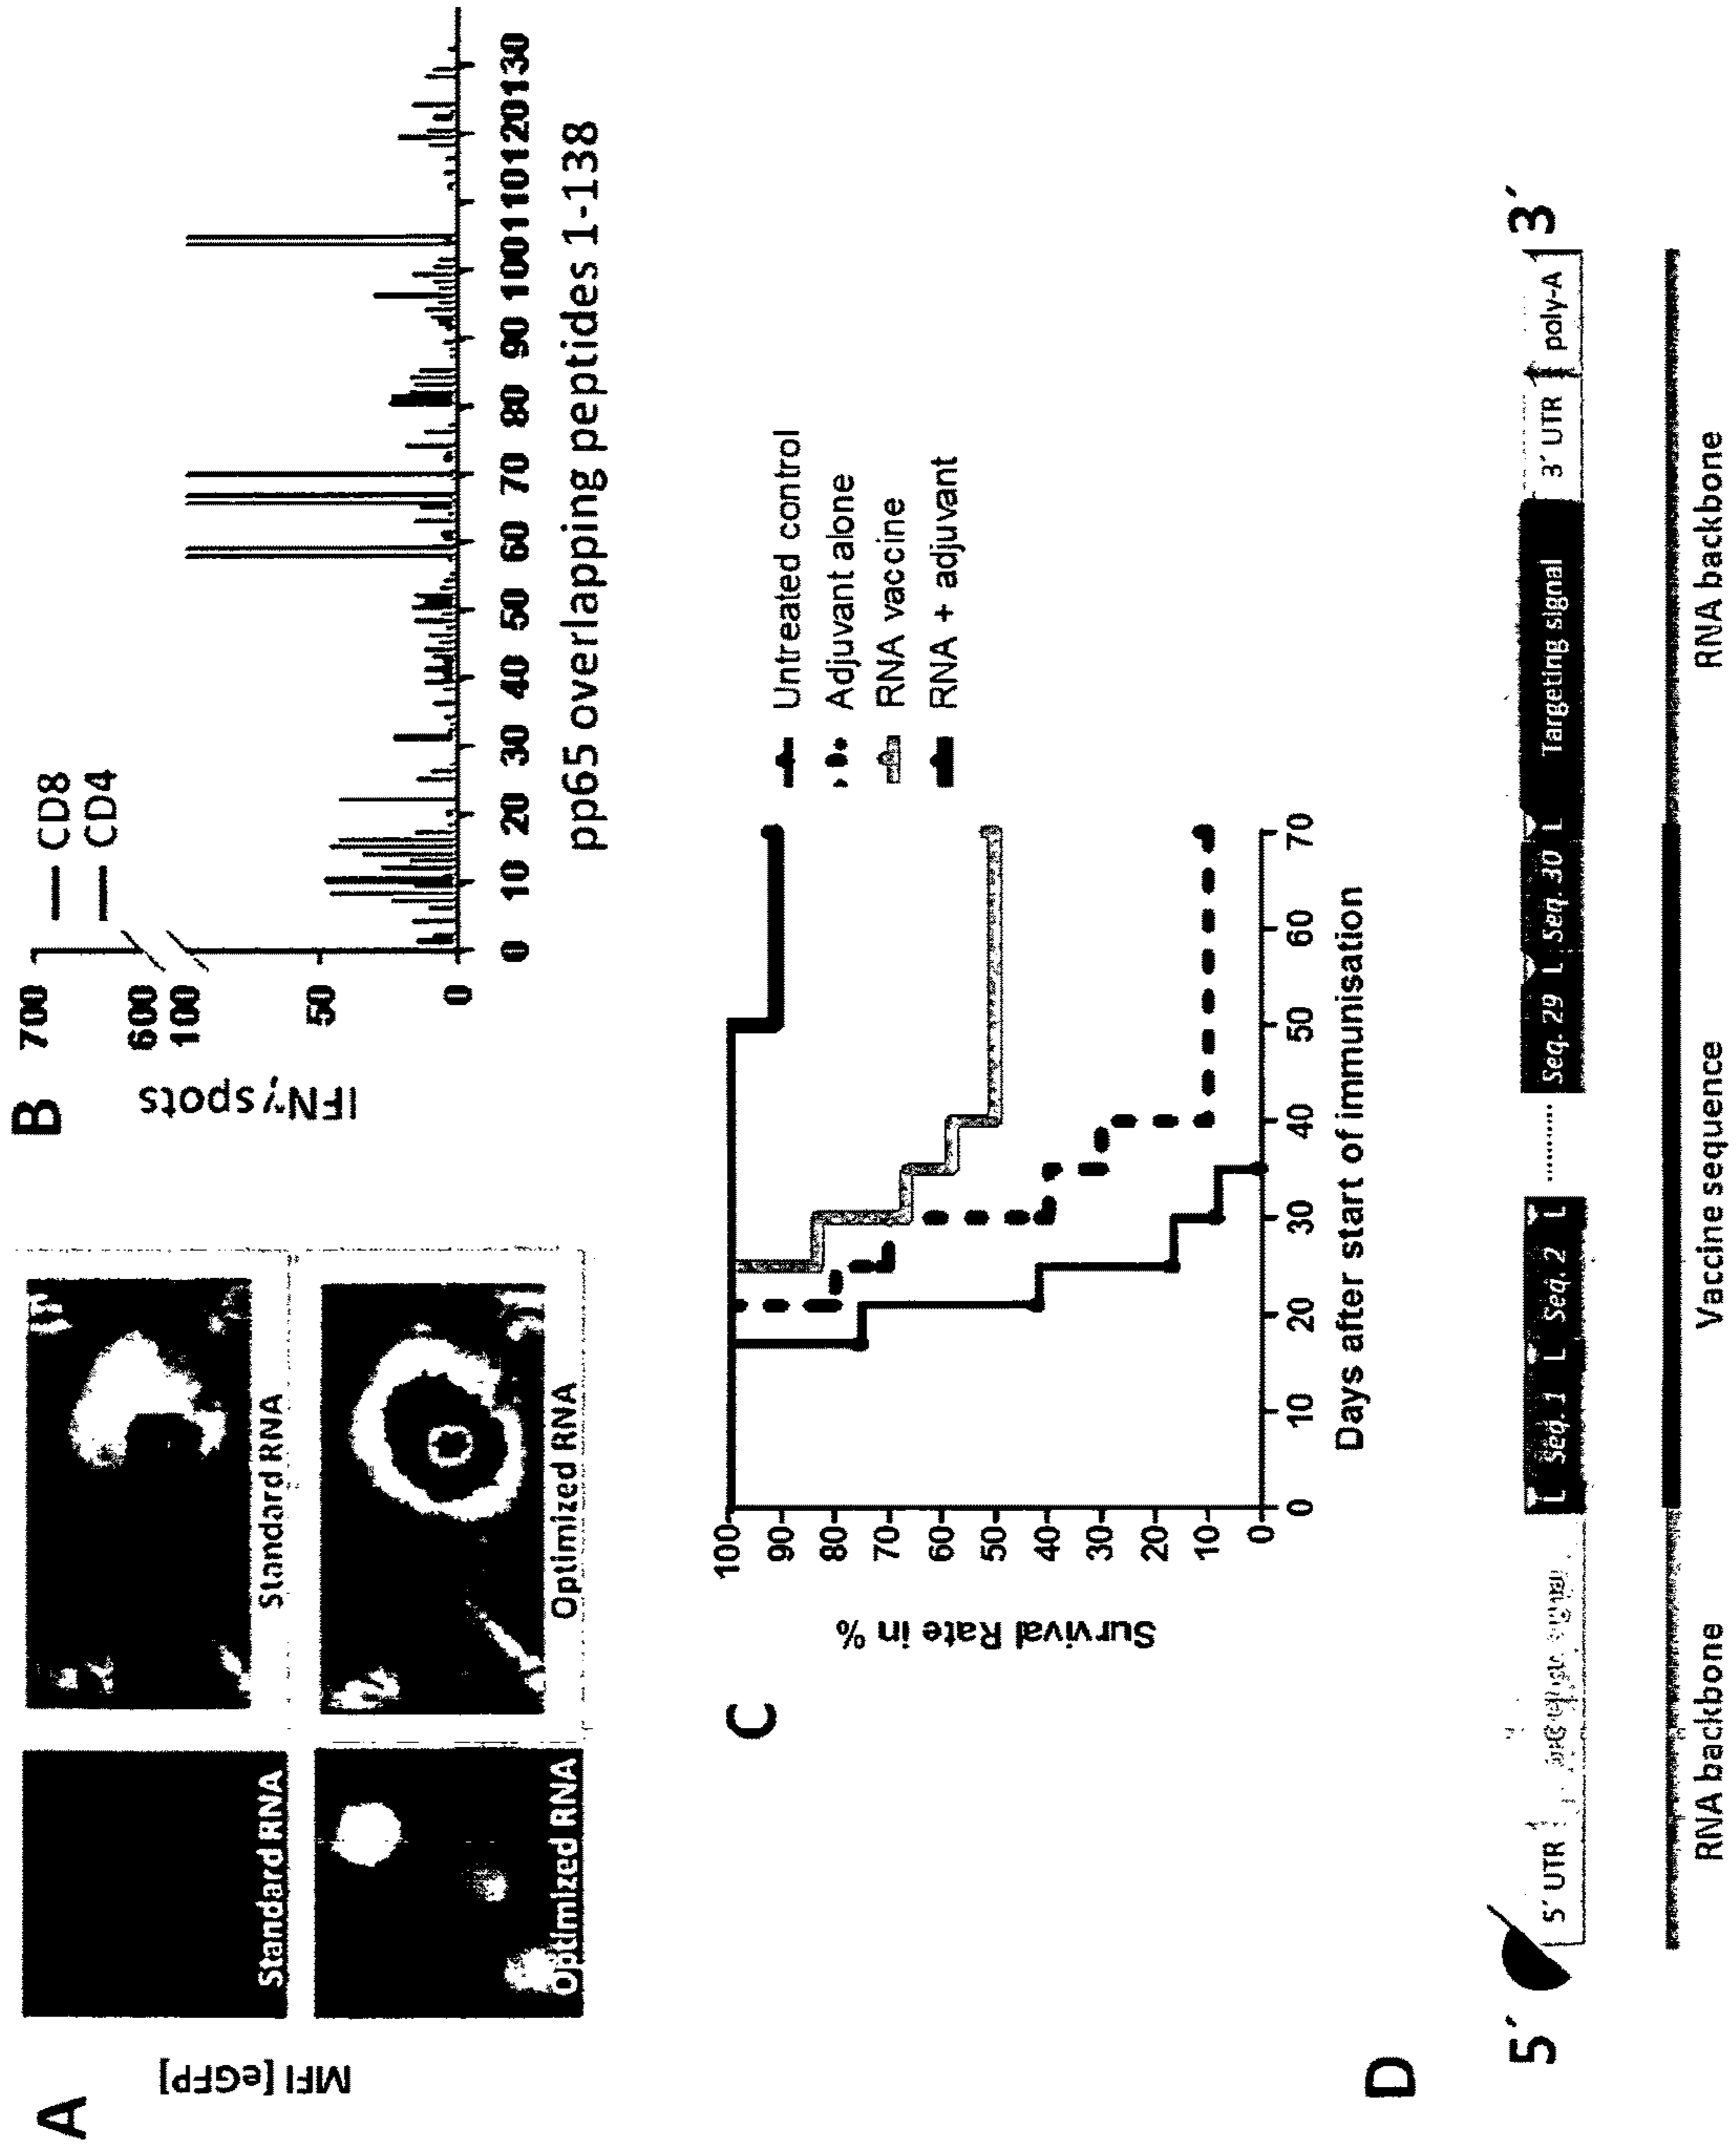 A
MFI [eGFP]
Standard RNA
Standard RNA
Optimized RNA
Optimized RNA
B
IFNγ spots
700
600
100
50
0
CD8
CD4
0 10 20 30 40 50 60 70 80 90 100 110 120 130
pp65 overlapping peptides 1-138
C
Survival Rate in %
100
90
80
70
60
50
40
30
20
10
0
0 10 20 30 40 50 60 70
Days after start of immunisation
Untreated control
Adjuvant alone
RNA vaccine
RNA + adjuvant
D
5´ 3´
5´ UTR signal L Seq. 1 L Seq. 2 L ......... Seq. 29 L Seq. 30 L Targeting signal 3´ UTR poly-A
RNA backbone Vaccine sequence RNA backbone